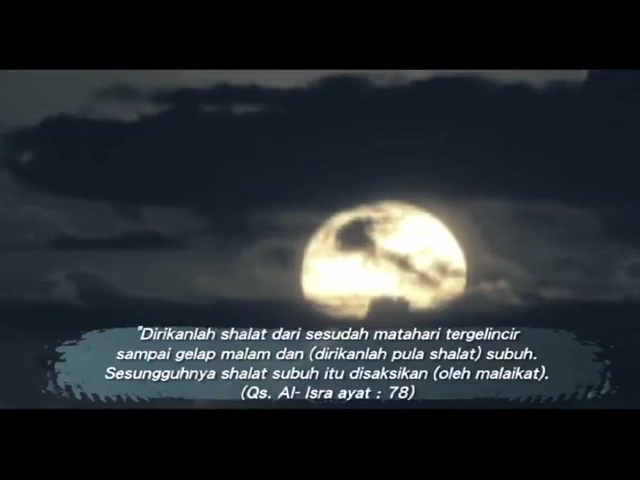 "Dirikanlah shalat dari sesudah matahari tergelincir
sampai gelap malam dan (dirikanlah pula shalat) subuh.
Sesungguhnya shalat subuh itu disaksikan (oleh malaikat).
(Qs. Al- Isra ayat : 78)